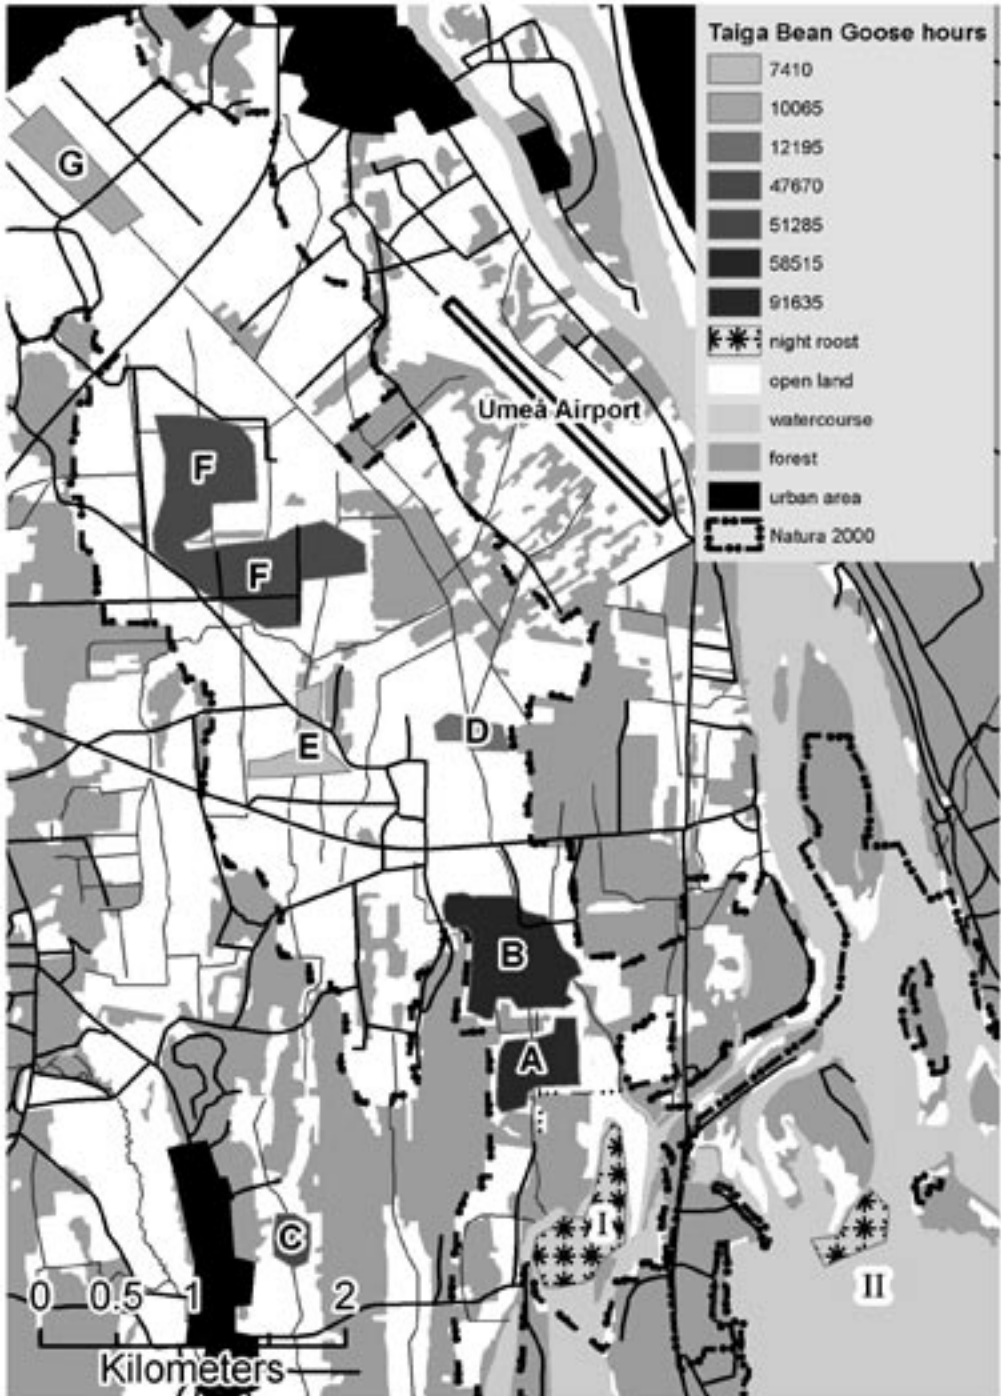 Taiga Bean Goose hours
7410
10065
12195
47670
51285
58515
91635
night roost
open land
watercourse
forest
urban area
Natura 2000
G
Umeå Airport
F
F
E
D
B
A
I
C
II
0 0.5 1 2
Kilometers